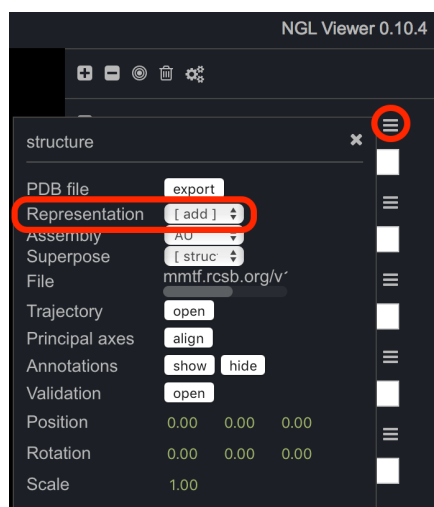 NGL Viewer 0.10.4
structure
PDB file export
Representation [ add ]
Assembly AU
Superpose [ struc
File mmtf.rcsb.org/v
Trajectory open
Principal axes align
Annotations show hide
Validation open
Position 0.00 0.00 0.00
Rotation 0.00 0.00 0.00
Scale 1.00